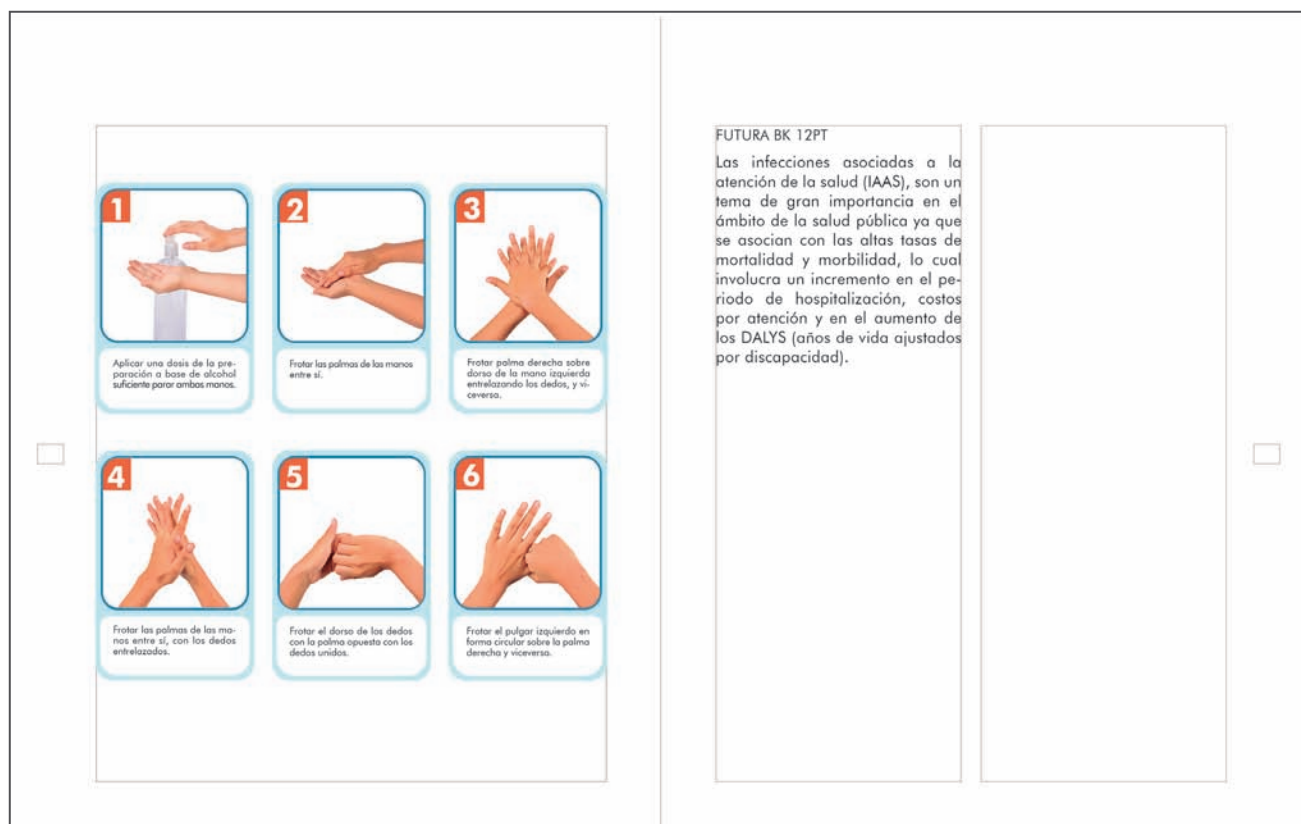 1
Aplicar una dosis de la pre-
paración a base de alcohol
suficiente parar ambas manos.
2
Frotar las palmas de las manos
entre sí.
3
Frotar palma derecha sobre
dorso de la mano izquierda
entrelazando los dedos, y vi-
ceversa.
4
Frotar las palmas de las ma-
nos entre sí, con los dedos
entrelazados.
5
Frotar el dorso de los dedos
con la palma opuesta con los
dedos unidos.
6
Frotar el pulgar izquierdo en
forma circular sobre la palma
derecha y viceversa.
FUTURA BK 12PT
Las infecciones asociadas a la
atención de la salud (IAAS), son un
tema de gran importancia en el
ámbito de la salud pública ya que
se asocian con las altas tasas de
mortalidad y morbilidad, lo cual
involucra un incremento en el pe-
riodo de hospitalización, costos
por atención y en el aumento de
los DALYS (años de vida ajustados
por discapacidad).